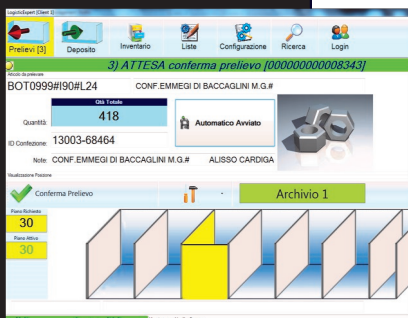 LogisticExpert [Client 1]
Prelievi [3] Deposito Inventario Liste Configurazione Ricerca Login
3) ATTESA conferma prelievo [000000000008343]
Articolo da prelevare
BOT0999#I90#L24 CONF.EMMEGI DI BACCAGLINI M.G.#
Qtà Totale
Quantità: 418 Automatico Avviato
ID Confezione: 13003-68464
Note: CONF.EMMEGI DI BACCAGLINI M.G.# ALISSO CARDIGA
Visualizzazione Posizione
Conferma Prelievo - Archivio 1
Piano Richiesto
30
Piano Attivo
30